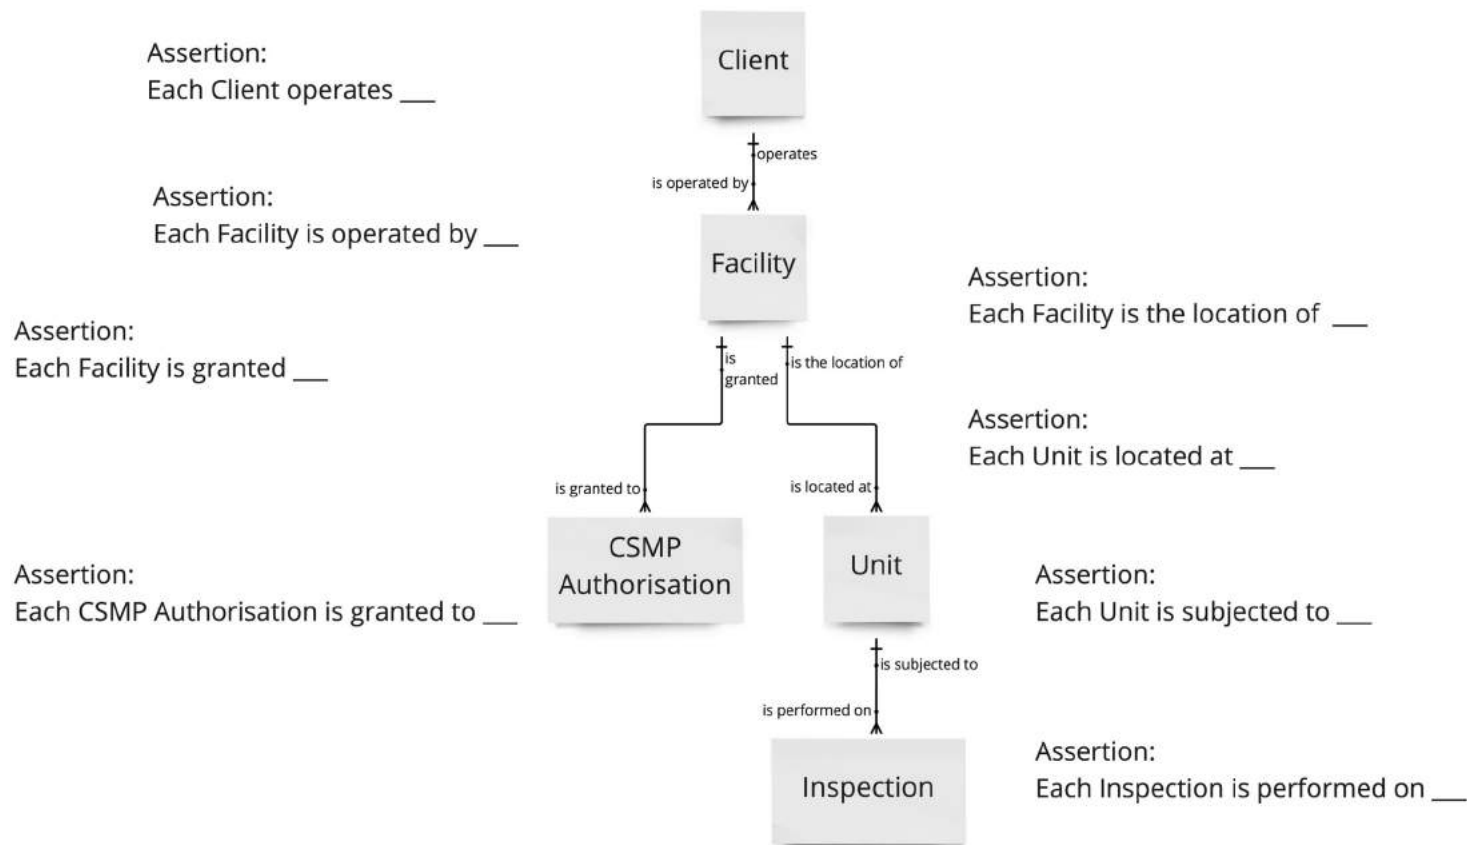 Client
Assertion:
Each Client operates ___
operates
is operated by
Assertion:
Each Facility is operated by ___
Facility
Assertion:
Each Facility is the location of ___
Assertion:
Each Facility is granted ___
is
granted
is the location of
Assertion:
Each Unit is located at ___
is granted to
is located at
CSMP
Authorisation
Unit
Assertion:
Each CSMP Authorisation is granted to ___
Assertion:
Each Unit is subjected to ___
is subjected to
is performed on
Inspection
Assertion:
Each Inspection is performed on ___